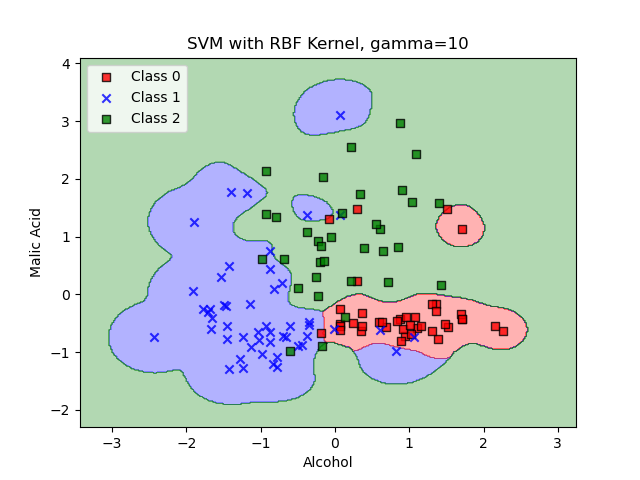 SVM with RBF Kernel, gamma=10
Class 0
Class 1
Class 2
4
3
2
1
0
−1
−2
Malic Acid
−3
−2
−1
0
1
2
3
Alcohol